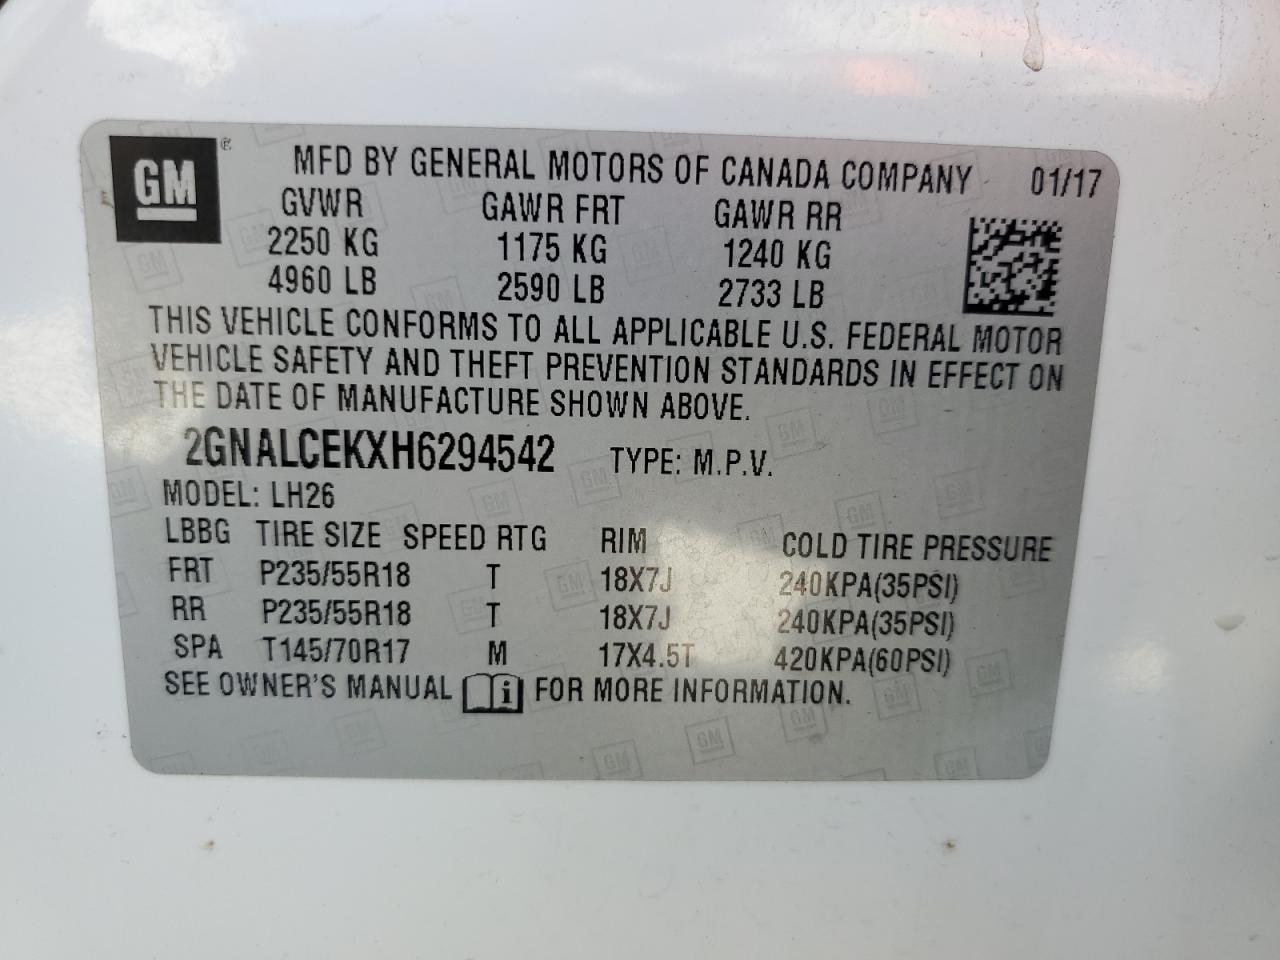 GM® MFD BY GENERAL MOTORS OF CANADA COMPANY 01/17
GVWR GAWR FRT GAWR RR
2250 KG 1175 KG 1240 KG
4960 LB 2590 LB 2733 LB
THIS VEHICLE CONFORMS TO ALL APPLICABLE U.S. FEDERAL MOTOR
VEHICLE SAFETY AND THEFT PREVENTION STANDARDS IN EFFECT ON
THE DATE OF MANUFACTURE SHOWN ABOVE.
2GNALCEKXH6294542 TYPE: M.P.V.
MODEL: LH26
LBBG TIRE SIZE SPEED RTG RIM COLD TIRE PRESSURE
FRT P235/55R18 T 18X7J 240KPA(35PSI)
RR P235/55R18 T 18X7J 240KPA(35PSI)
SPA T145/70R17 M 17X4.5T 420KPA(60PSI)
SEE OWNER'S MANUAL i FOR MORE INFORMATION.